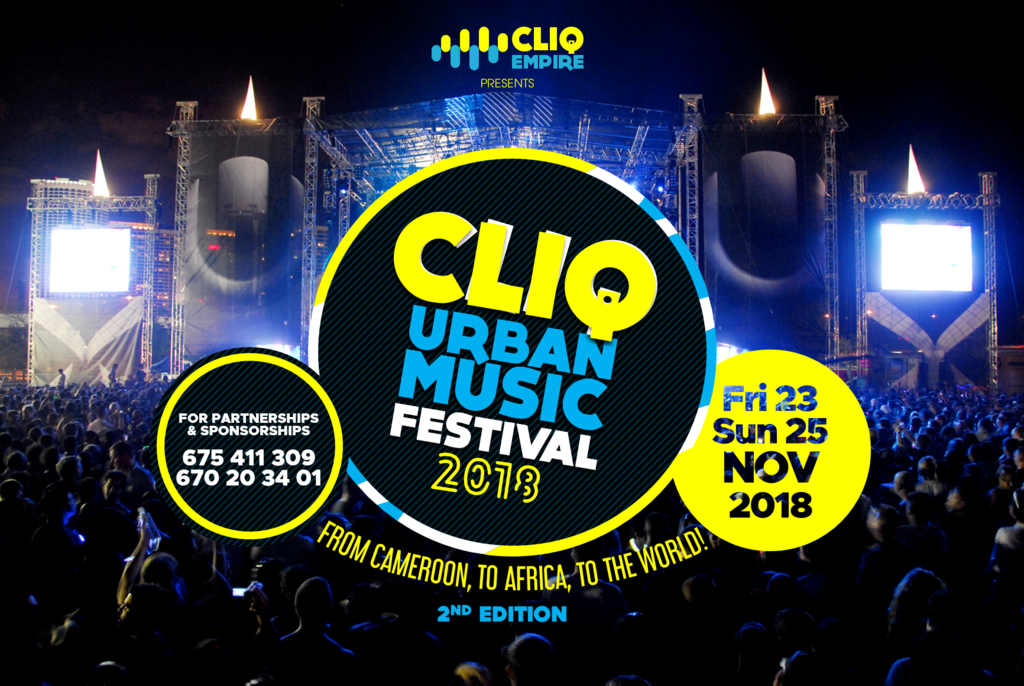 CLIQ
EMPIRE
PRESENTS
CLIQ
URBAN
MUSIC
FESTIVAL
2018
FOR PARTNERSHIPS
& SPONSORSHIPS
675 411 309
670 20 34 01
Fri 23
Sun 25
NOV
2018
FROM CAMEROON, TO AFRICA, TO THE WORLD!
2ND EDITION